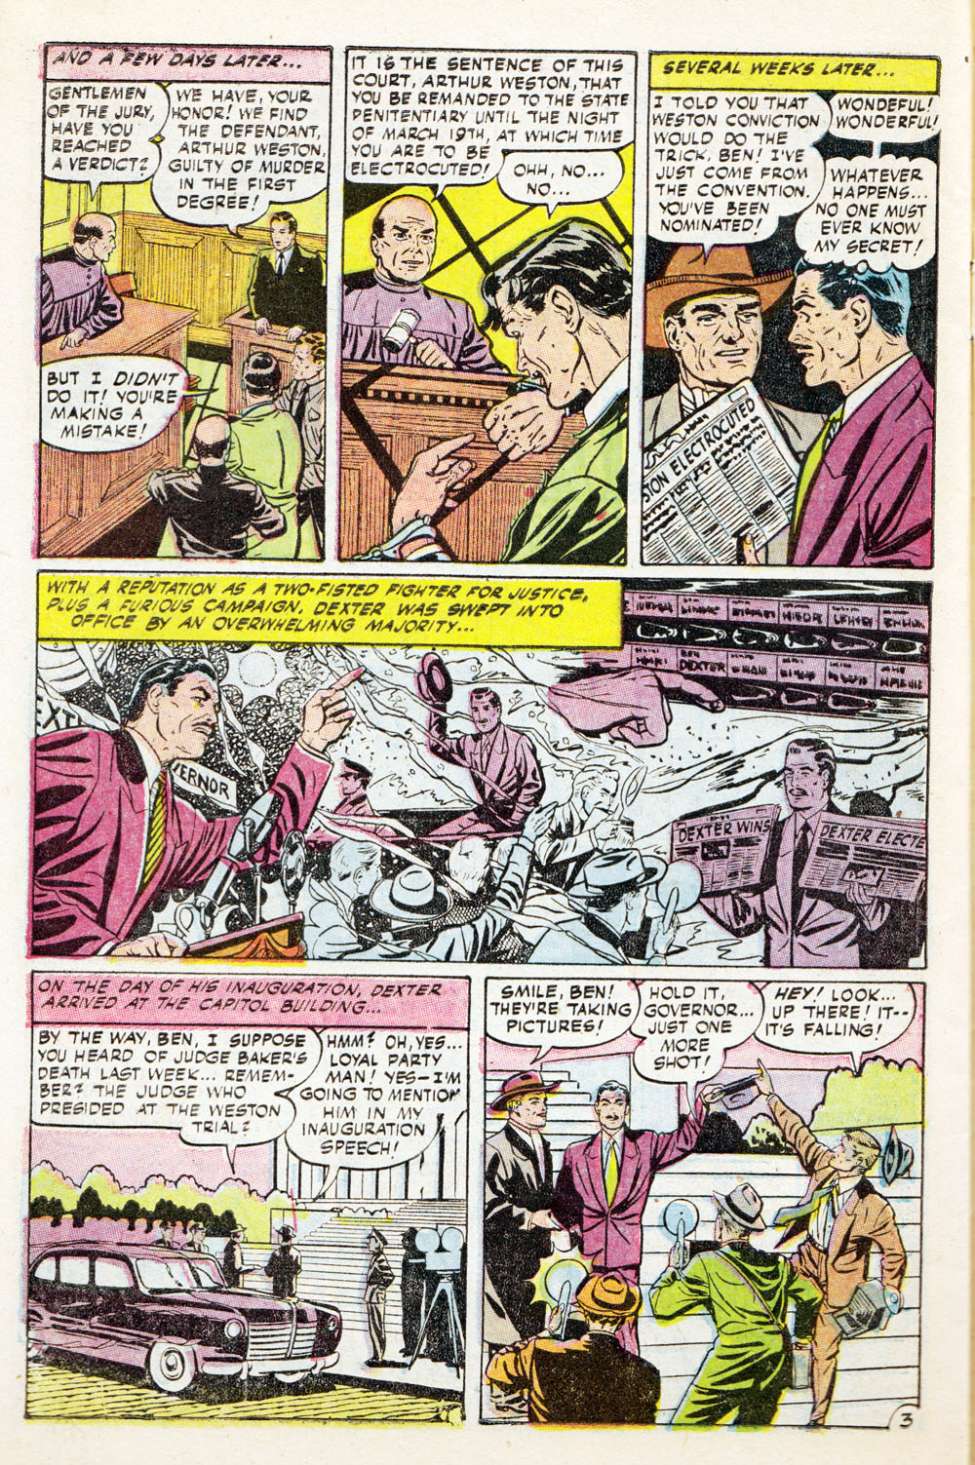 AND A FEW DAYS LATER...
GENTLEMEN
OF THE JURY,
HAVE YOU
REACHED
A VERDICT?
WE HAVE, YOUR
HONOR! WE FIND
THE DEFENDANT,
ARTHUR WESTON,
GUILTY OF MURDER
IN THE FIRST
DEGREE!
BUT I DIDN'T
DO IT! YOU'RE
MAKING A
MISTAKE!
IT IS THE SENTENCE OF THIS
COURT, ARTHUR WESTON, THAT
YOU BE REMANDED TO THE STATE
PENITENTIARY UNTIL THE NIGHT
OF MARCH 19TH, AT WHICH TIME
YOU ARE TO BE
ELECTROCUTED!
OHH, NO...
NO...
SEVERAL WEEKS LATER...
I TOLD YOU THAT
WESTON CONVICTION
WOULD DO THE
TRICK, BEN! I'VE
JUST COME FROM
THE CONVENTION.
YOU'VE BEEN
NOMINATED!
WONDEFUL!
WONDERFUL!
WHATEVER
HAPPENS...
NO ONE MUST
EVER KNOW
MY SECRET!
STON ELECTROCUTED
WITH A REPUTATION AS A TWO-FISTED FIGHTER FOR JUSTICE,
PLUS A FURIOUS CAMPAIGN, DEXTER WAS SWEPT INTO
OFFICE BY AN OVERWHELMING MAJORITY...
BEN
DEXTER
EXT
VERNOR
DEXTER WINS
DEXTER ELECTE
ON THE DAY OF HIS INAUGURATION, DEXTER
ARRIVED AT THE CAPITOL BUILDING...
BY THE WAY, BEN, I SUPPOSE
YOU HEARD OF JUDGE BAKER'S
DEATH LAST WEEK... REMEM-
BER? THE JUDGE WHO
PRESIDED AT THE WESTON
TRIAL?
HMM? OH, YES...
LOYAL PARTY
MAN! YES-I'M
GOING TO MENTION
HIM IN MY
INAUGURATION
SPEECH!
SMILE, BEN!
THEY'RE TAKING
PICTURES!
HOLD IT,
GOVERNOR...
JUST ONE
MORE
SHOT!
HEY! LOOK...
UP THERE! IT--
IT'S FALLING!
3